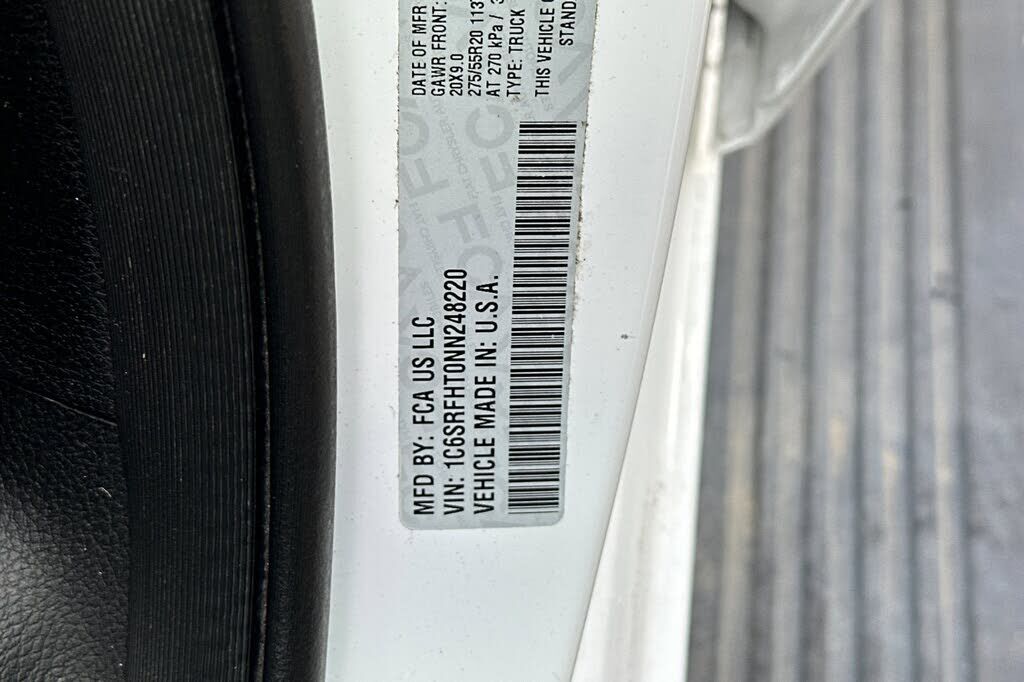 MFD BY: FCA US LLC
VIN: 1C6SRFHT0NN248220
VEHICLE MADE IN: U.S.A.
DATE OF MFR
GAWR FRONT:
20X9.0
275/55R20
AT 270 kPa /
TYPE: TRUCK
THIS VEHICLE
STAND